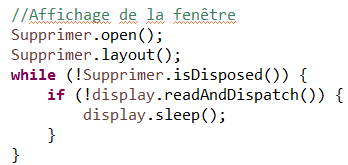 //Affichage de la fenêtre
Supprimer.open();
Supprimer.layout();
while (!Supprimer.isDisposed()) {
    if (!display.readAndDispatch()) {
        display.sleep();
    }
}